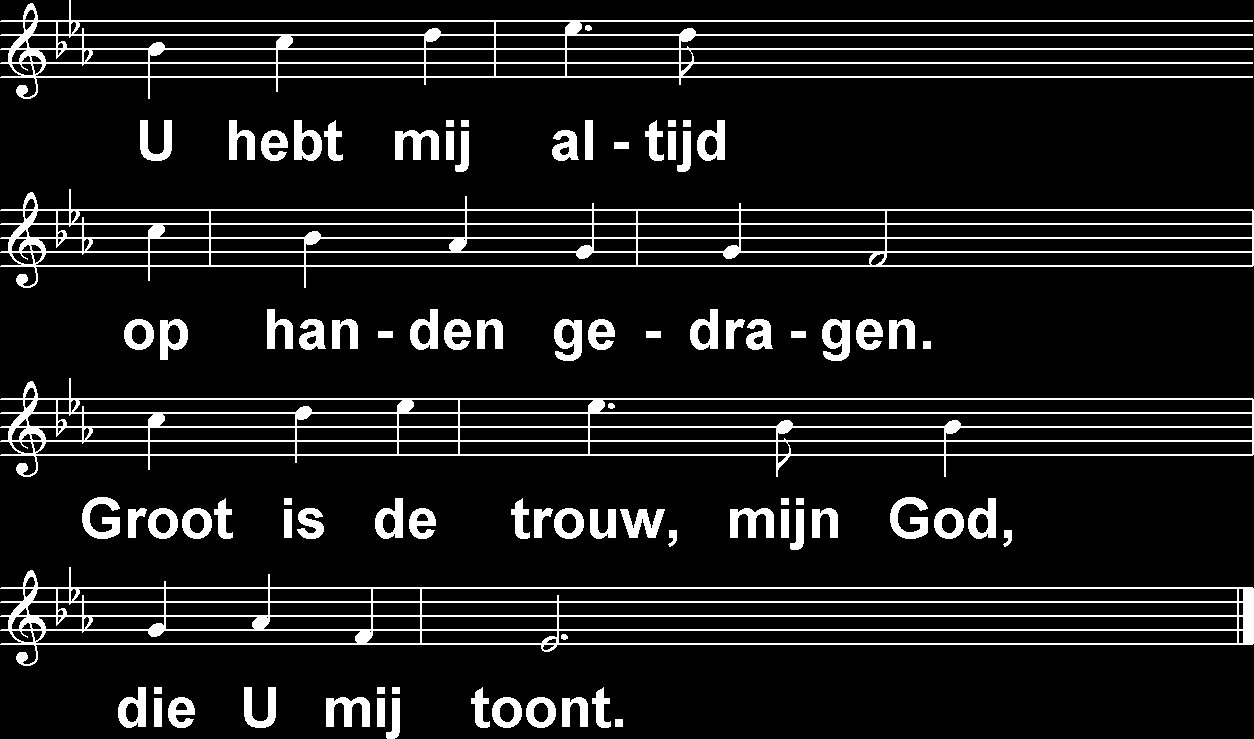 U hebt mij al - tijd
op han - den ge - dra - gen.
Groot is de trouw, mijn God,
die U mij toont.